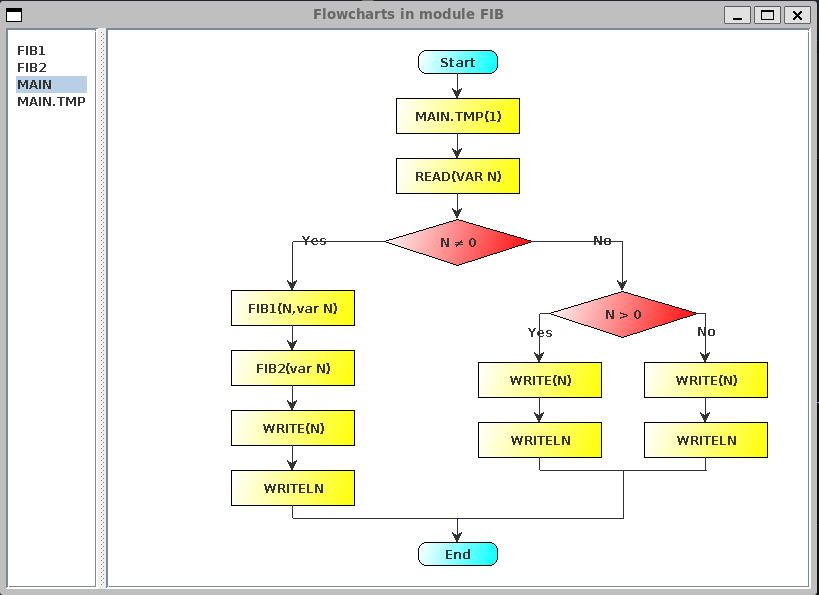 Flowcharts in module FIB
FIB1
FIB2
MAIN
MAIN.TMP
Start
MAIN.TMP(1)
READ(VAR N)
N ≠ 0
Yes
No
FIB1(N,var N)
FIB2(var N)
WRITE(N)
WRITELN
N > 0
Yes
No
WRITE(N)
WRITELN
WRITE(N)
WRITELN
End